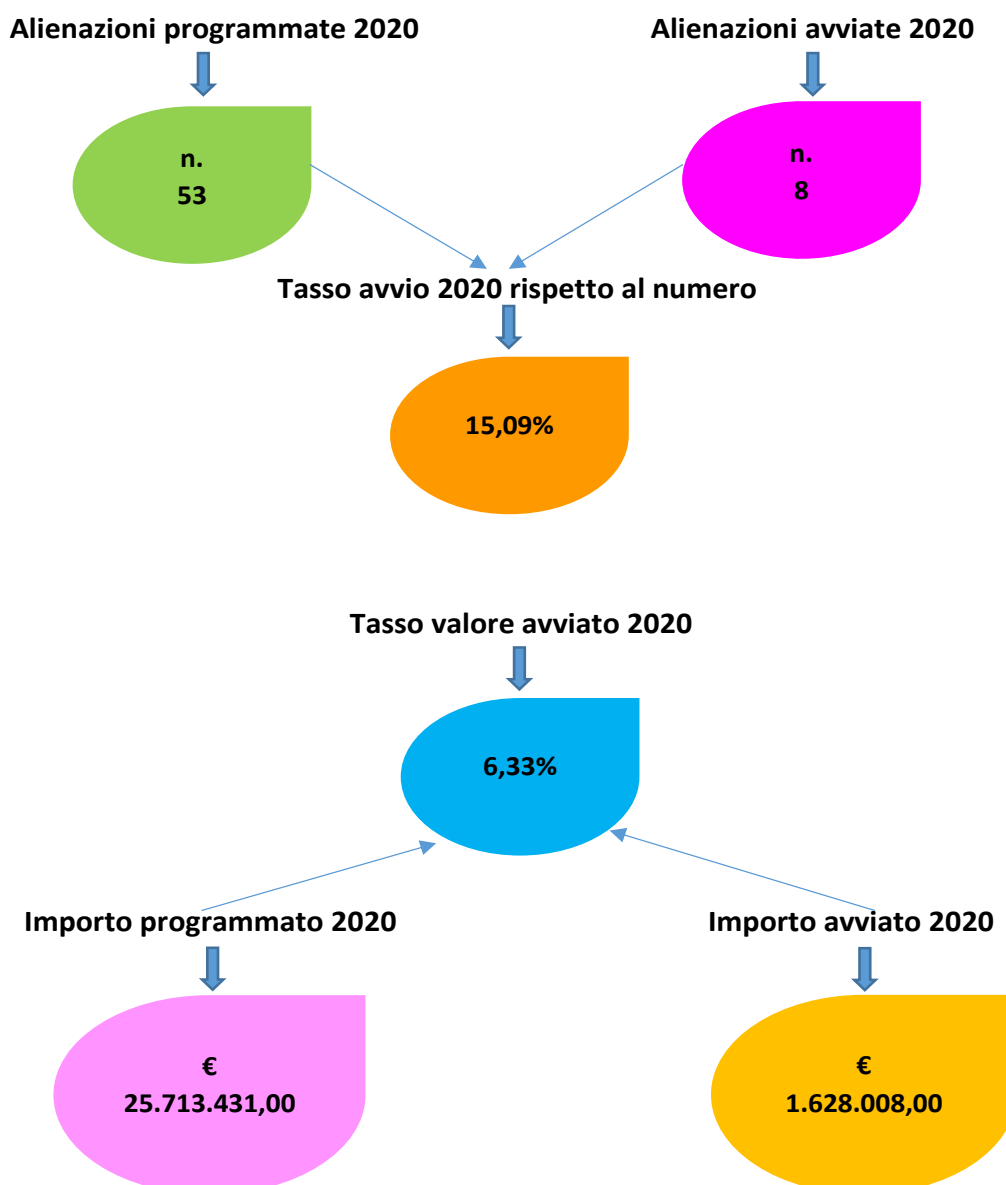 Alienazioni programmate 2020
Alienazioni avviate 2020
n.
53
n.
8
Tasso avvio 2020 rispetto al numero
15,09%
Tasso valore avviato 2020
6,33%
Importo programmato 2020
Importo avviato 2020
€
25.713.431,00
€
1.628.008,00